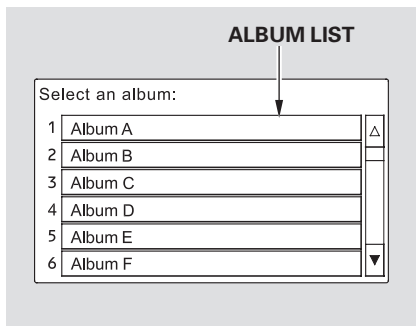 ALBUM LIST
Select an album:
1 Album A
2 Album B
3 Album C
4 Album D
5 Album E
6 Album F